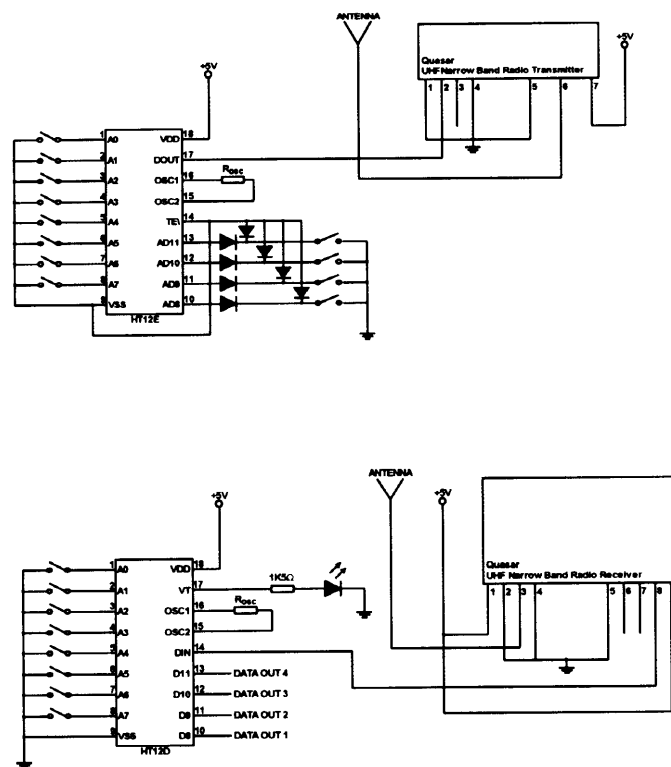 ANTENNA
Quasar
UHF Narrow Band Radio Transmitter
+5V
1 2 3 4 5 6 7
+5V
1 A0 VDD 18
2 A1 DOUT 17
3 A2 OSC1 16 Rosc
4 A3 OSC2 15
5 A4 TE\ 14
6 A5 AD11 13
7 A6 AD10 12
8 A7 AD9 11
9 VSS AD8 10
HT12E
ANTENNA
+5V
+5V
Quasar
UHF Narrow Band Radio Receiver
1 2 3 4 5 6 7 8
1 A0 VDD 18
2 A1 VT 17 1K5Ω
3 A2 OSC1 16 Rosc
4 A3 OSC2 15
5 A4 DIN 14
6 A5 D11 13 DATA OUT 4
7 A6 D10 12 DATA OUT 3
8 A7 D9 11 DATA OUT 2
9 VSS D8 10 DATA OUT 1
HT12D